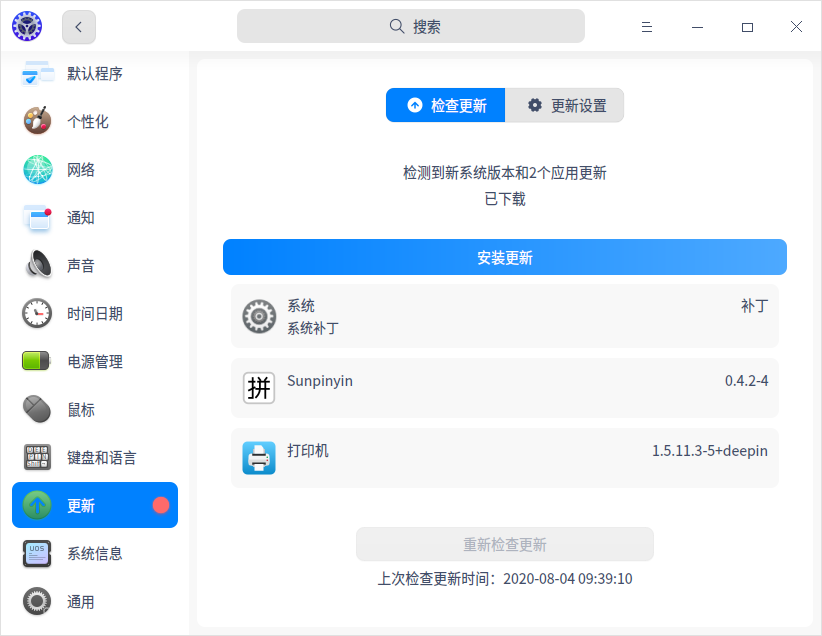 搜索
默认程序
个性化
网络
通知
声音
时间日期
电源管理
鼠标
键盘和语言
更新
UOS
系统信息
通用
检查更新
更新设置
检测到新系统版本和2个应用更新
已下载
安装更新
系统
补丁
系统补丁
拼
Sunpinyin
0.4.2-4
打印机
1.5.11.3-5+deepin
重新检查更新
上次检查更新时间：2020-08-04 09:39:10